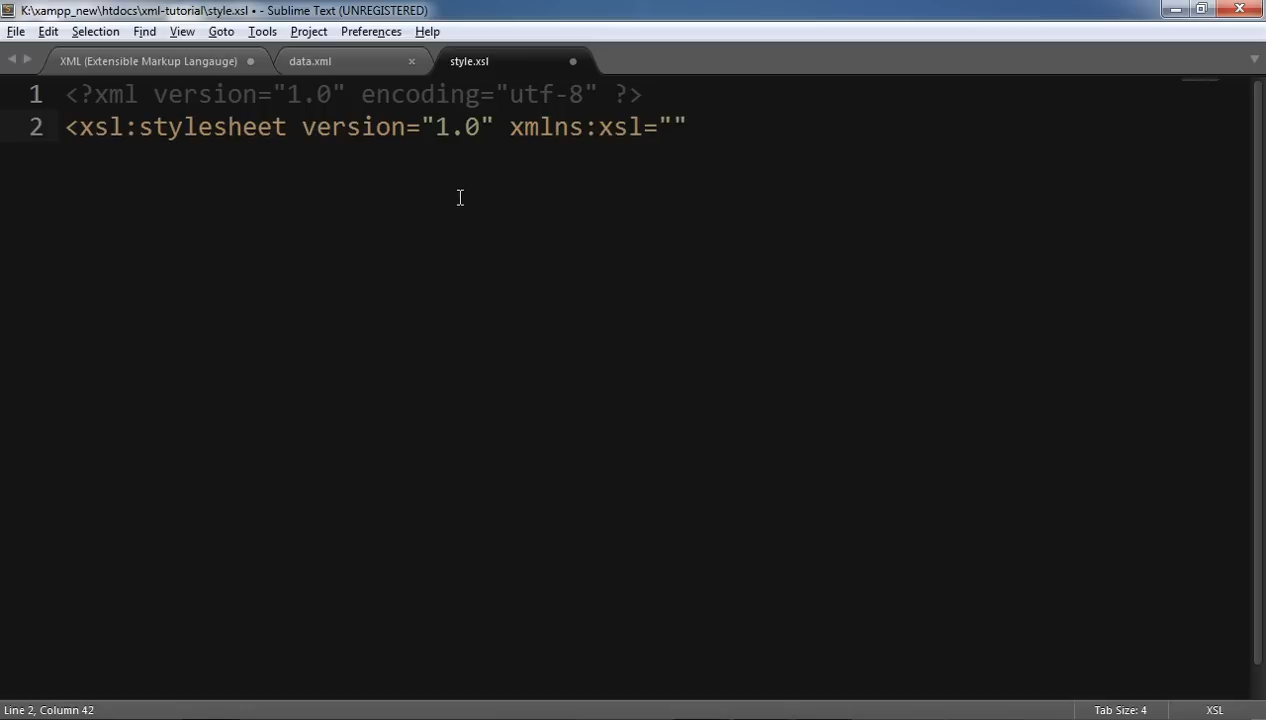 K:\xampp_new\htdocs\xml-tutorial\style.xsl • - Sublime Text (UNREGISTERED)
File Edit Selection Find View Goto Tools Project Preferences Help
XML (Extensible Markup Langauge) data.xml style.xsl
1 <?xml version="1.0" encoding="utf-8" ?>
2 <xsl:stylesheet version="1.0" xmlns:xsl=""
Line 2, Column 42 Tab Size: 4 XSL